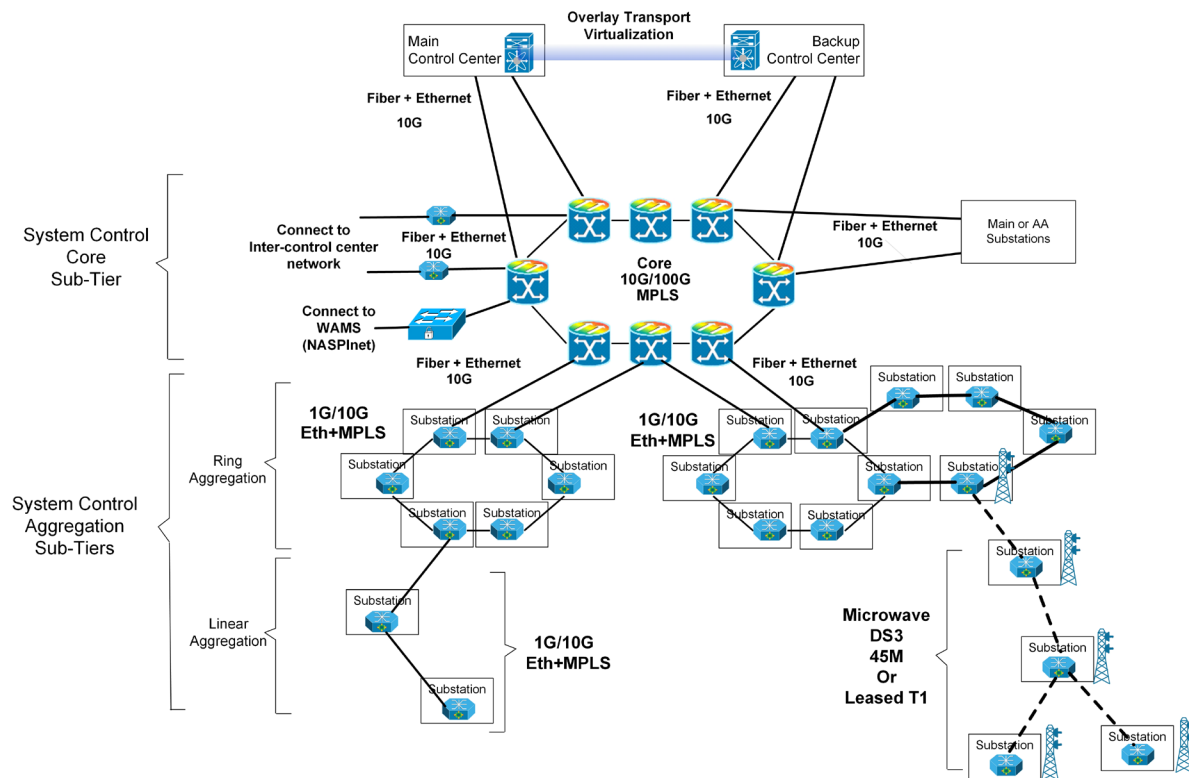 Overlay Transport
Virtualization
Main
Control Center
Backup
Control Center
Fiber + Ethernet
10G
Fiber + Ethernet
10G
System Control
Core
Sub-Tier
Connect to
Inter-control center
network
Fiber + Ethernet
10G
Core
10G/100G
MPLS
Fiber + Ethernet
10G
Main or AA
Substations
Connect to
WAMS
(NASPInet)
Fiber + Ethernet
10G
Fiber + Ethernet
10G
System Control
Aggregation
Sub-Tiers
Ring
Aggregation
1G/10G
Eth+MPLS
Substation
Substation
Substation
Substation
Substation
Substation
1G/10G
Eth+MPLS
Substation
Substation
Substation
Substation
Substation
Substation
Substation
Substation
Substation
Substation
Linear
Aggregation
Substation
Substation
1G/10G
Eth+MPLS
Microwave
DS3
45M
Or
Leased T1
Substation
Substation
Substation
Substation